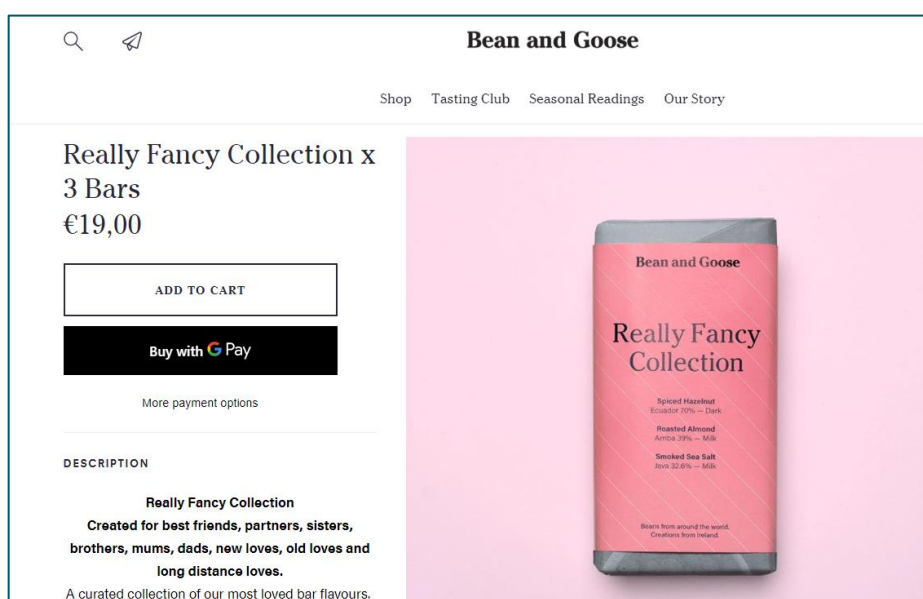 Bean and Goose
Shop Tasting Club Seasonal Readings Our Story
Really Fancy Collection x
3 Bars
€19,00
ADD TO CART
Buy with G Pay
More payment options
DESCRIPTION
Really Fancy Collection
Created for best friends, partners, sisters,
brothers, mums, dads, new loves, old loves and
long distance loves.
A curated collection of our most loved bar flavours.
Bean and Goose
Really Fancy
Collection
Spiced Hazelnut
Ecuador 70% — Dark
Roasted Almond
Arriba 39% — Milk
Smoked Sea Salt
Java 32.6% — Milk
Beans from around the world.
Creations from Ireland.